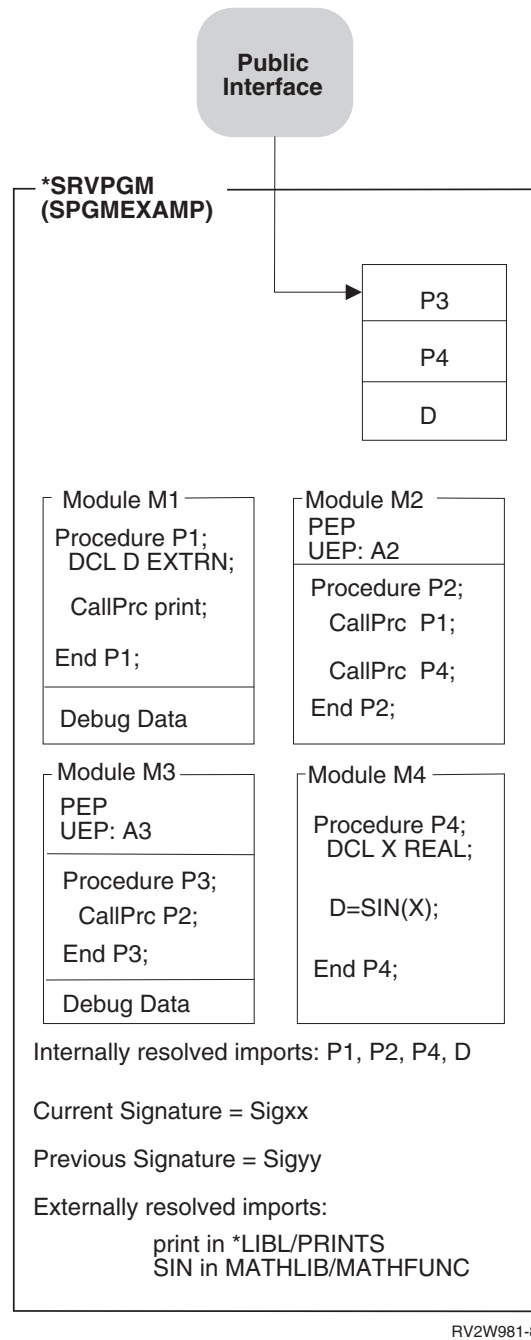 Public
Interface
*SRVPGM
(SPGMEXAMP)
P3
P4
D
Module M1
Procedure P1;
DCL D EXTRN;
CallPrc print;
End P1;
Debug Data
Module M2
PEP
UEP: A2
Procedure P2;
CallPrc P1;
CallPrc P4;
End P2;
Module M3
PEP
UEP: A3
Procedure P3;
CallPrc P2;
End P3;
Debug Data
Module M4
Procedure P4;
DCL X REAL;
D=SIN(X);
End P4;
Internally resolved imports: P1, P2, P4, D
Current Signature = Sigxx
Previous Signature = Sigyy
Externally resolved imports:
print in *LIBL/PRINTS
SIN in MATHLIB/MATHFUNC
RV2W981-